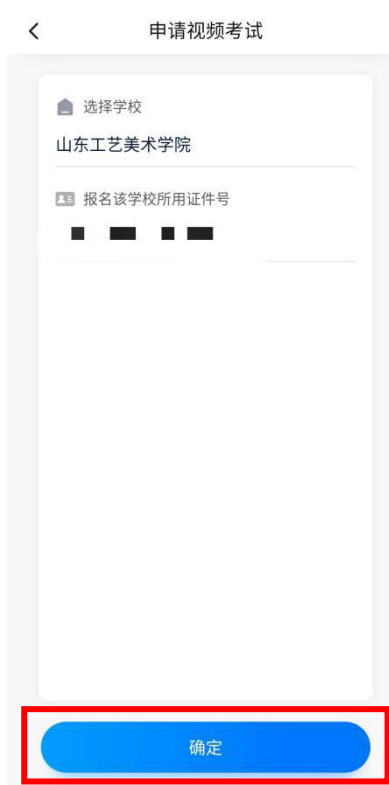 申请视频考试
选择学校
山东工艺美术学院
报名该学校所用证件号
确定